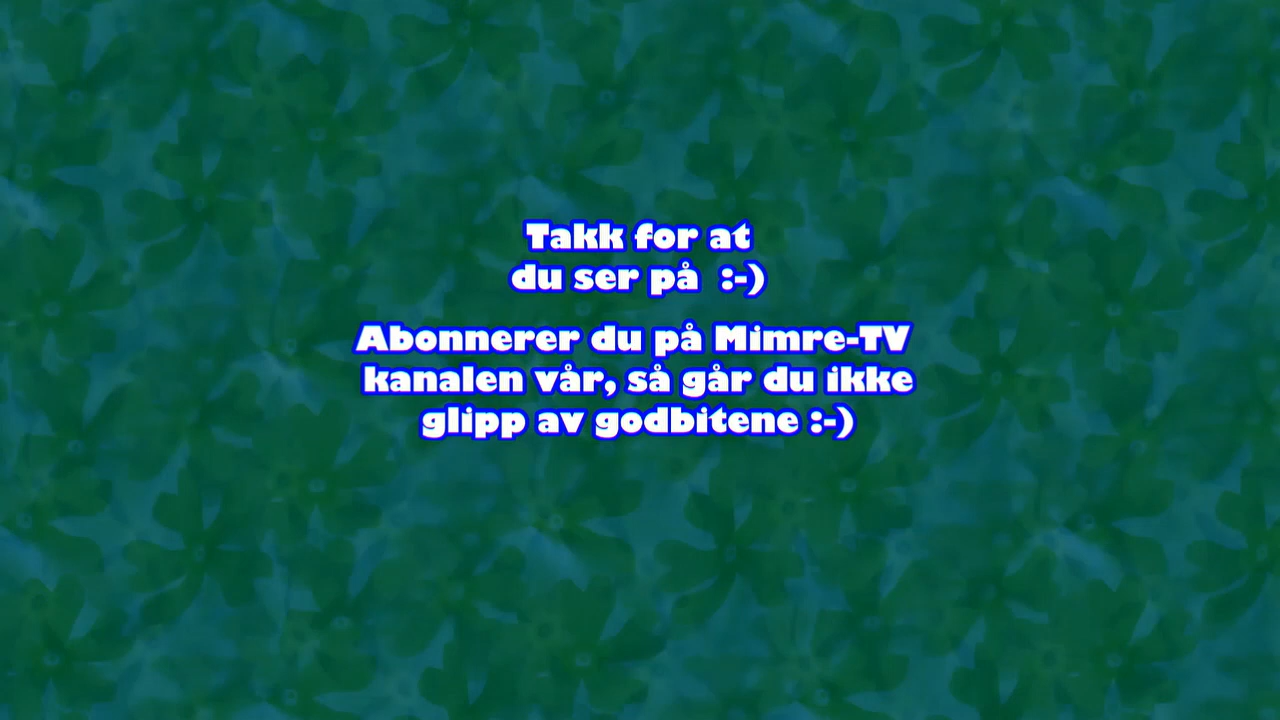 Takk for at
du ser på :-)
Abonnerer du på Mimre-TV
kanalen vår, så går du ikke
glipp av godbitene :-)